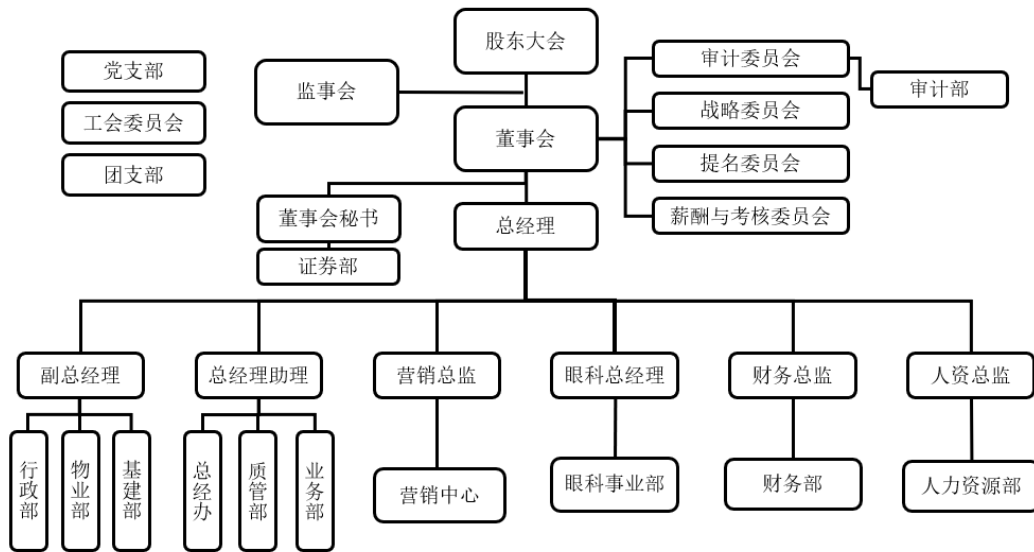 股东大会
党支部
监事会
审计委员会
审计部
工会委员会
战略委员会
董事会
团支部
提名委员会
董事会秘书
总经理
薪酬与考核委员会
证券部
副总经理
总经理助理
营销总监
眼科总经理
财务总监
人资总监
行政部
物业部
基建部
总经办
质管部
业务部
营销中心
眼科事业部
财务部
人力资源部